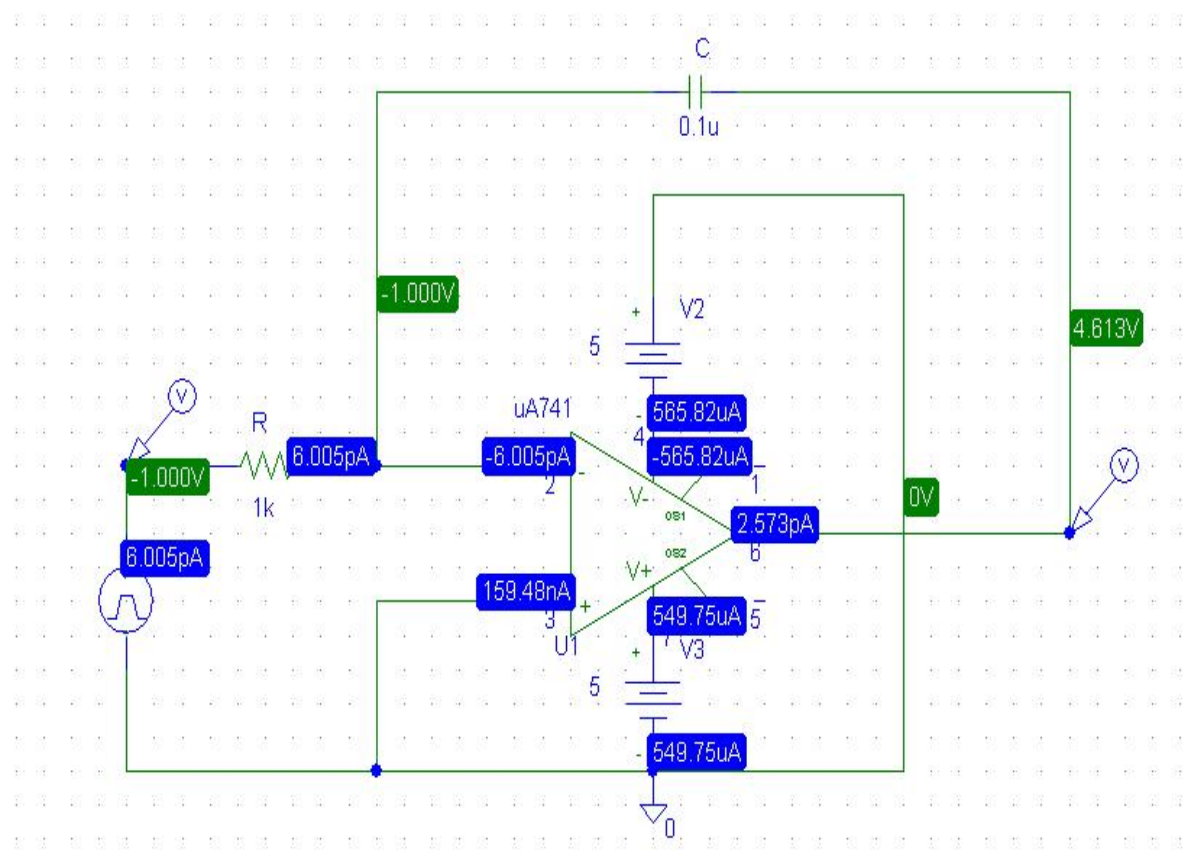 C
0.1u
-1.000V
+
V2
5
4.613V
V
uA741
R
-
565.82uA
4
6.005pA
-6.005pA
-565.82uA
V
-
2
1
-1.000V
1k
V-
0V
OS1
2.573pA
6.005pA
OS2
6
V+
159.48nA
+
3
549.75uA
5
U1
7
V3
+
5
-
549.75uA
0